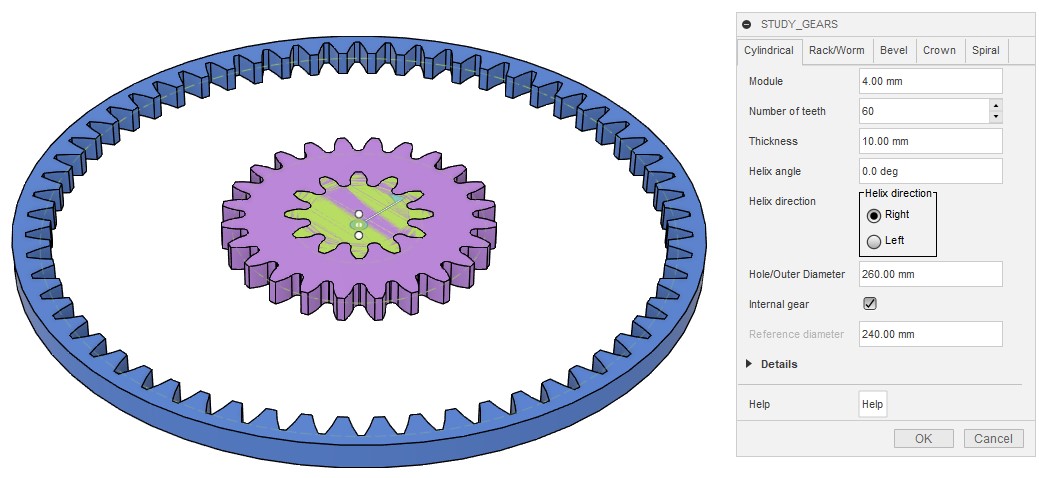 STUDY_GEARS
Cylindrical Rack/Worm Bevel Crown Spiral
Module 4.00 mm
Number of teeth 60
Thickness 10.00 mm
Helix angle 0.0 deg
Helix direction Helix direction
Right
Left
Hole/Outer Diameter 260.00 mm
Internal gear
Reference diameter 240.00 mm
Details
Help Help
OK Cancel